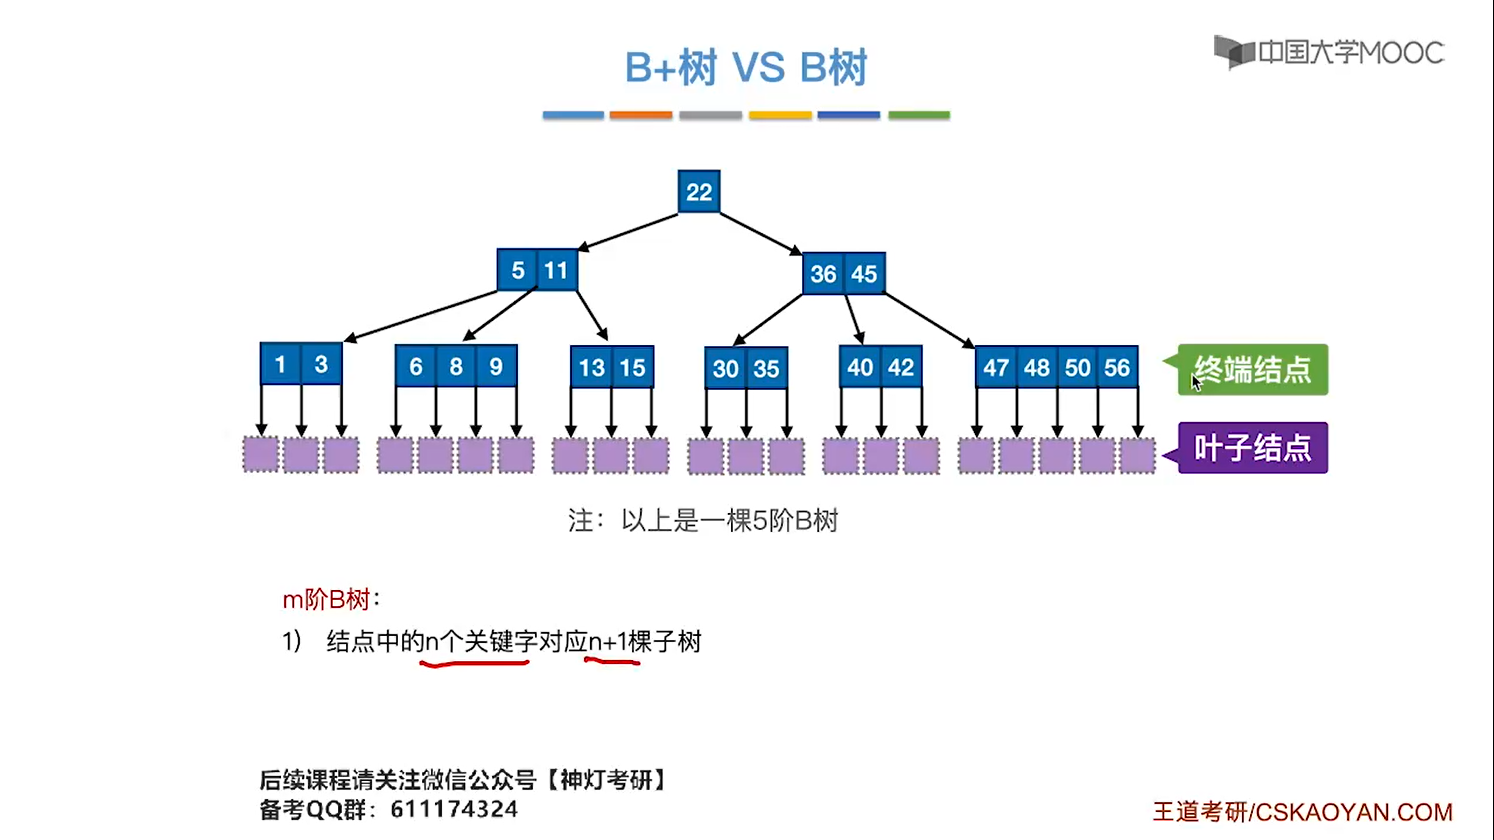 B+树 VS B树
中国大学MOOC
22
5 11
36 45
1 3
6 8 9
13 15
30 35
40 42
47 48 50 56
终端结点
叶子结点
注：以上是一棵5阶B树
m阶B树：
1） 结点中的n个关键字对应n+1棵子树
后续课程请关注微信公众号【神灯考研】
备考QQ群：611174324
王道考研/CSKAOYAN.COM